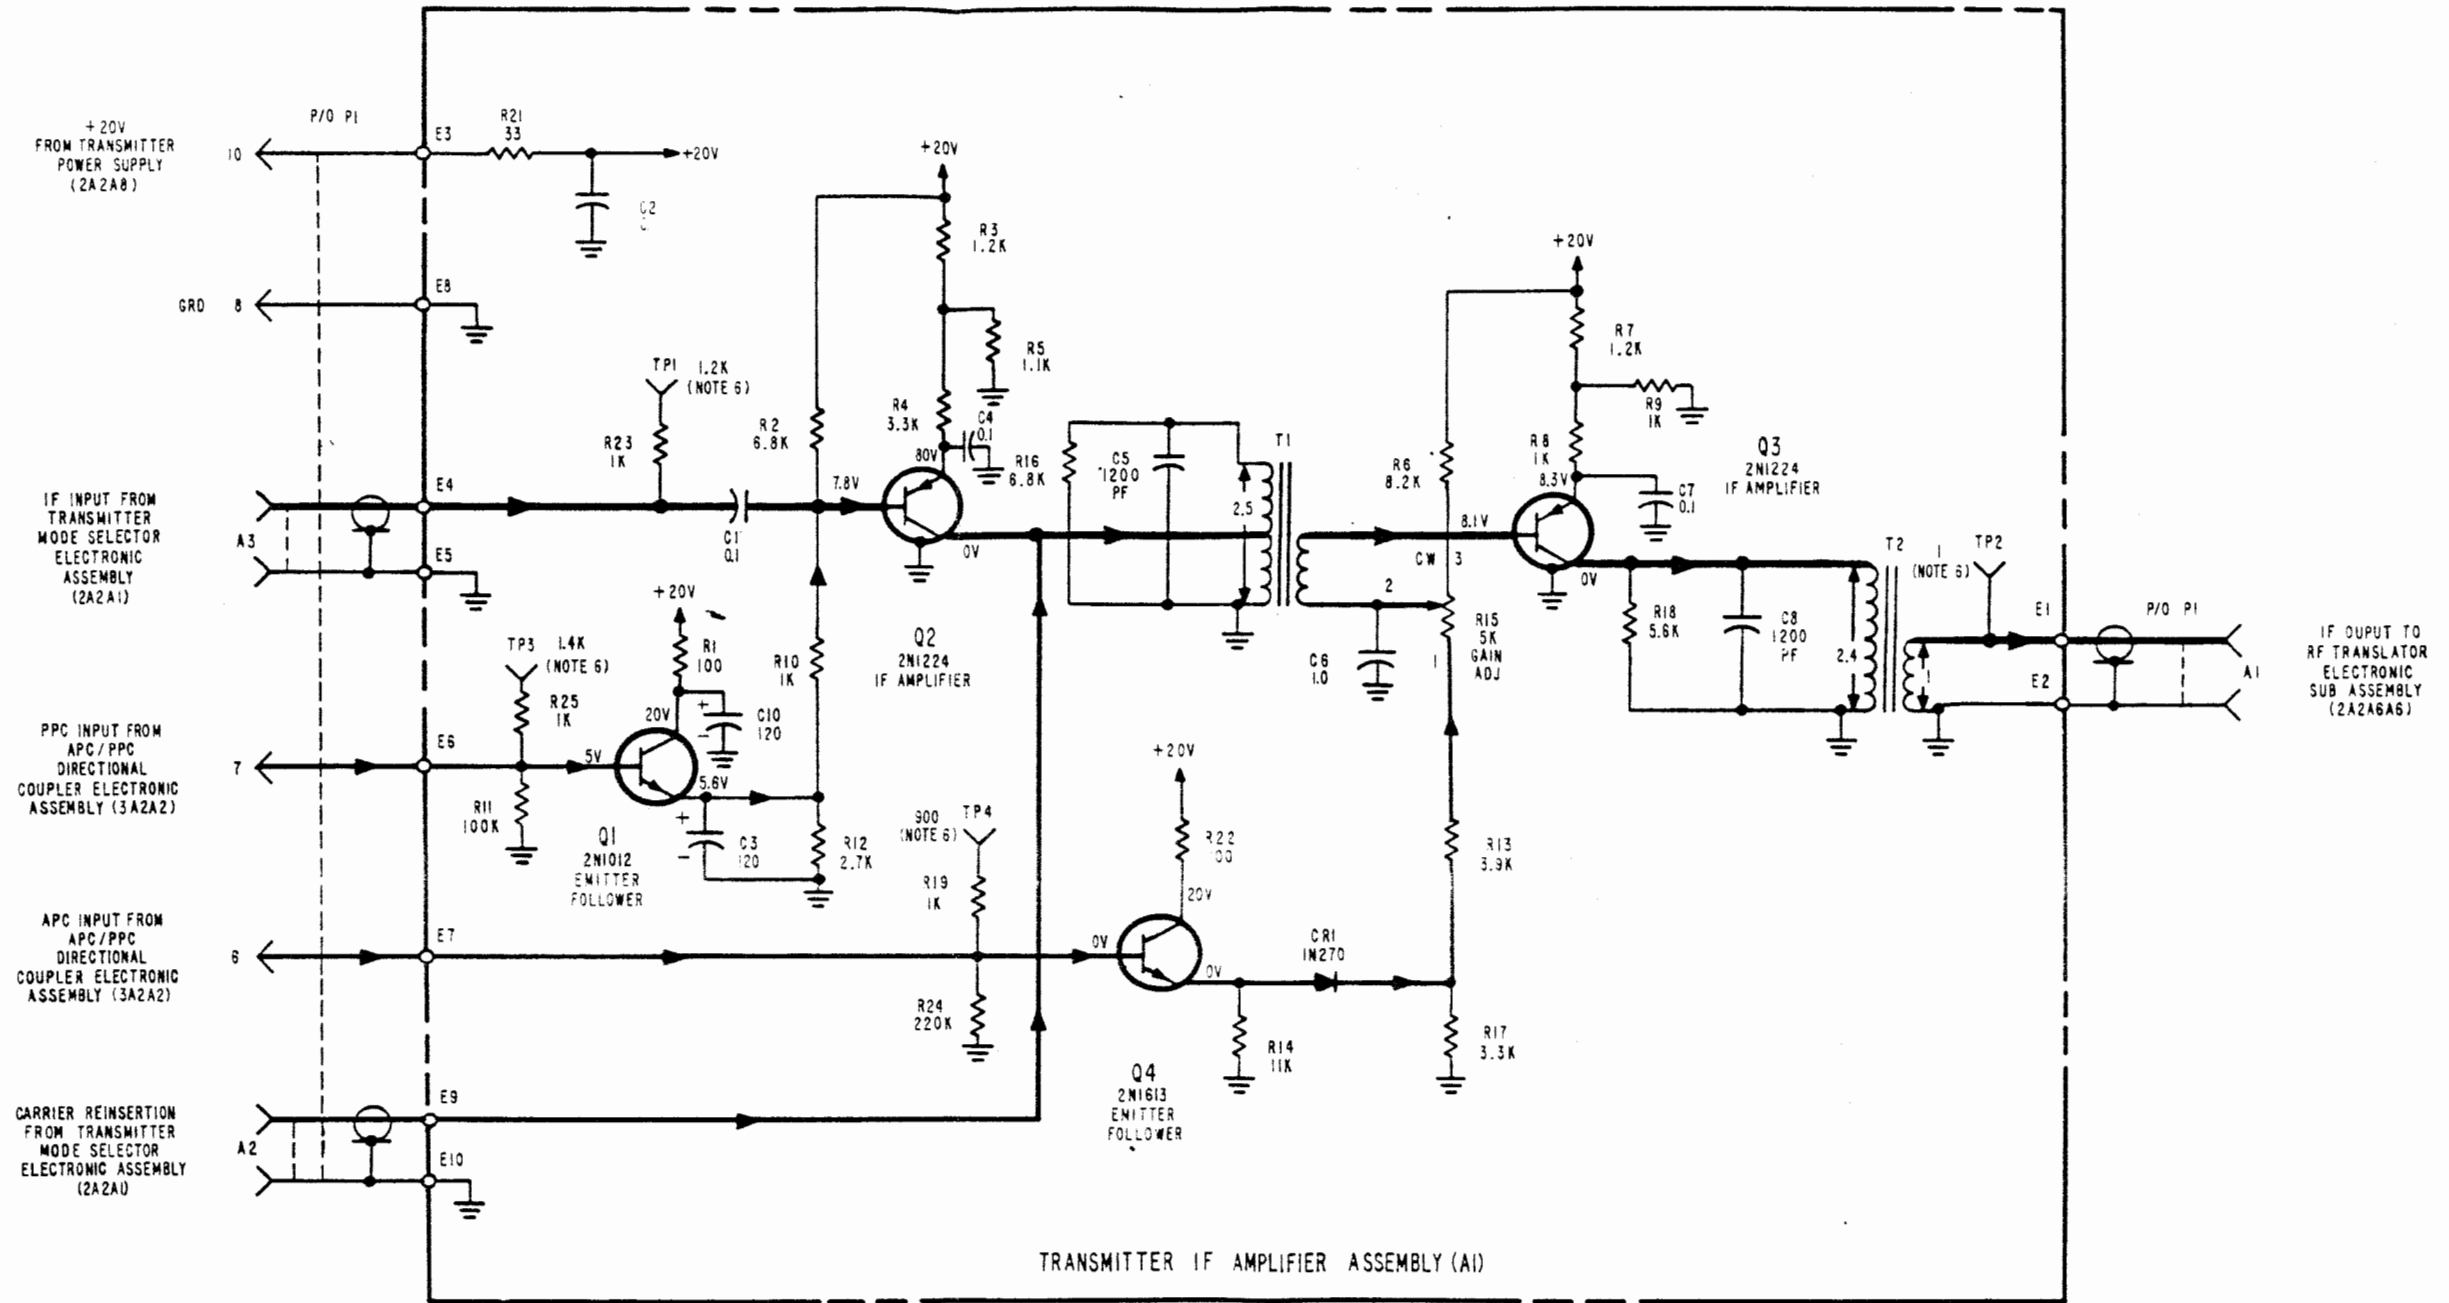 +20V
FROM TRANSMITTER
POWER SUPPLY
(2A2A8)
10
P/O P1
E3
R21
33
+20V
C2
GRD
8
E8
IF INPUT FROM
TRANSMITTER
MODE SELECTOR
ELECTRONIC
ASSEMBLY
(2A2A1)
A3
E4
E5
TP1
1.2K
(NOTE 6)
R23
1K
C1
0.1
R2
6.8K
7.8V
+20V
R3
1.2K
R5
1.1K
R4
3.3K
C4
0.1
80V
0V
Q2
2N1224
IF AMPLIFIER
R16
6.8K
C5
1200
PF
2.5
T1
PPC INPUT FROM
APC/PPC
DIRECTIONAL
COUPLER ELECTRONIC
ASSEMBLY (3A2A2)
7
E6
TP3
1.4K
(NOTE 6)
R25
1K
R11
100K
+20V
R1
100
+
C10
120
-
20V
5V
5.6V
+
C3
120
-
Q1
2N1012
EMITTER
FOLLOWER
R10
1K
R12
2.7K
APC INPUT FROM
APC/PPC
DIRECTIONAL
COUPLER ELECTRONIC
ASSEMBLY (3A2A2)
6
E7
900
(NOTE 6)
TP4
R19
1K
R24
220K
+20V
R22
20V
0V
0V
Q4
2N1613
EMITTER
FOLLOWER
R14
11K
CR1
1N270
R13
3.9K
R17
3.3K
R6
8.2K
8.1V
CW
3
2
1
R15
5K
GAIN
ADJ
C6
1.0
+20V
R7
1.2K
R9
1K
R8
1K
8.3V
C7
0.1
Q3
2N1224
IF AMPLIFIER
0V
R18
5.6K
C8
1200
PF
2.4
T2
1
1
(NOTE 6)
TP2
E1
E2
P/O P1
A1
IF OUPUT TO
RF TRANSLATOR
ELECTRONIC
SUB ASSEMBLY
(2A2A6A6)
CARRIER REINSERTION
FROM TRANSMITTER
MODE SELECTOR
ELECTRONIC ASSEMBLY
(2A2A1)
A2
E9
E10
TRANSMITTER IF AMPLIFIER ASSEMBLY (A1)